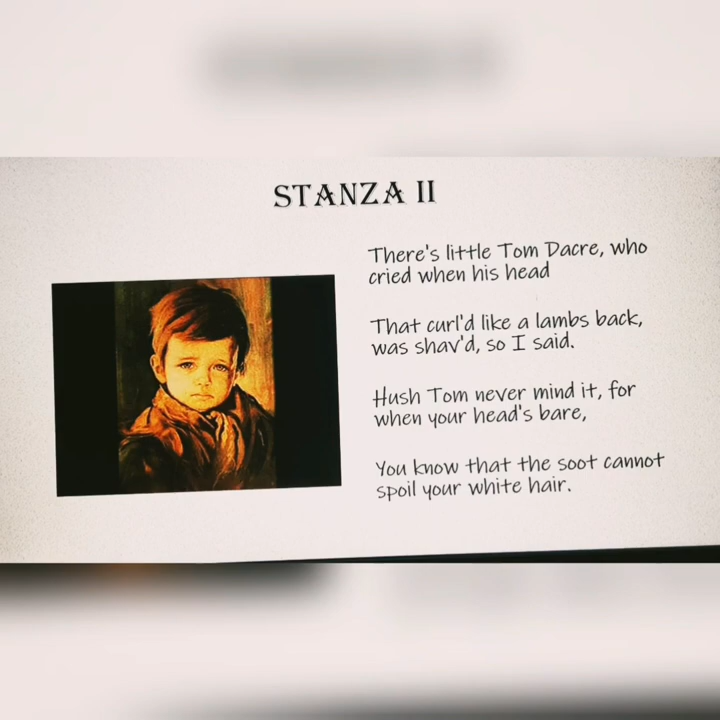 STANZA II
There's little Tom Dacre, who
cried when his head
That curl'd like a lambs back,
was shav'd, so I said.
Hush Tom never mind it, for
when your head's bare,
You know that the soot cannot
spoil your white hair.